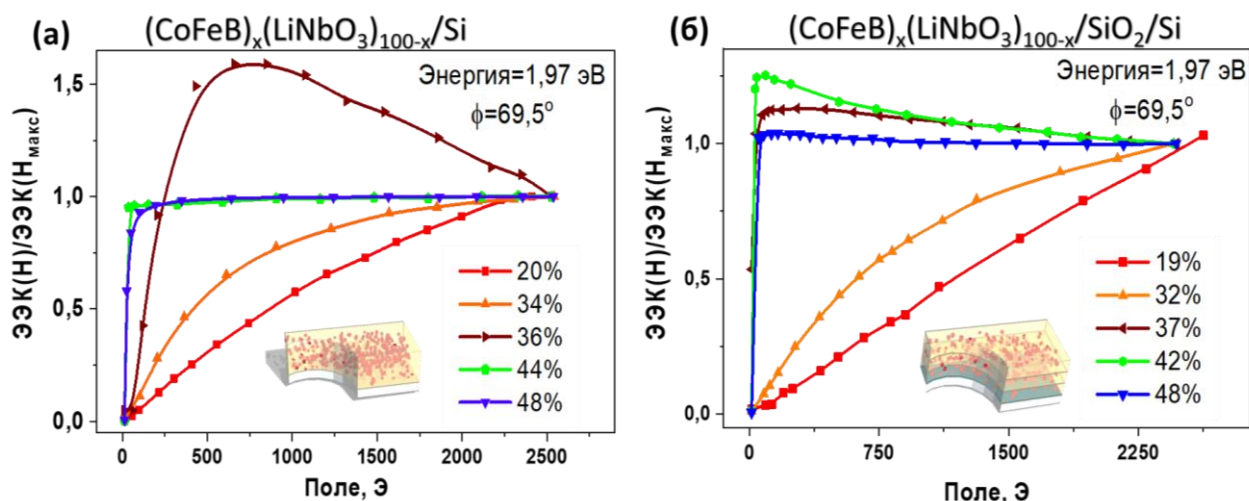 (а)
(CoFeB)ₓ(LiNbO₃)₁₀₀₋ₓ/Si
Энергия=1,97 эВ
ϕ=69,5°
ЭЭК(H)/ЭЭК(Hмакс)
1,5
1,0
0,5
0,0
20%
34%
36%
44%
48%
0 500 1000 1500 2000 2500
Поле, Э
(б)
(CoFeB)ₓ(LiNbO₃)₁₀₀₋ₓ/SiO₂/Si
Энергия=1,97 эВ
ϕ=69,5°
ЭЭК(H)/ЭЭК(Hмакс)
1,0
0,5
0,0
19%
32%
37%
42%
48%
0 750 1500 2250
Поле, Э